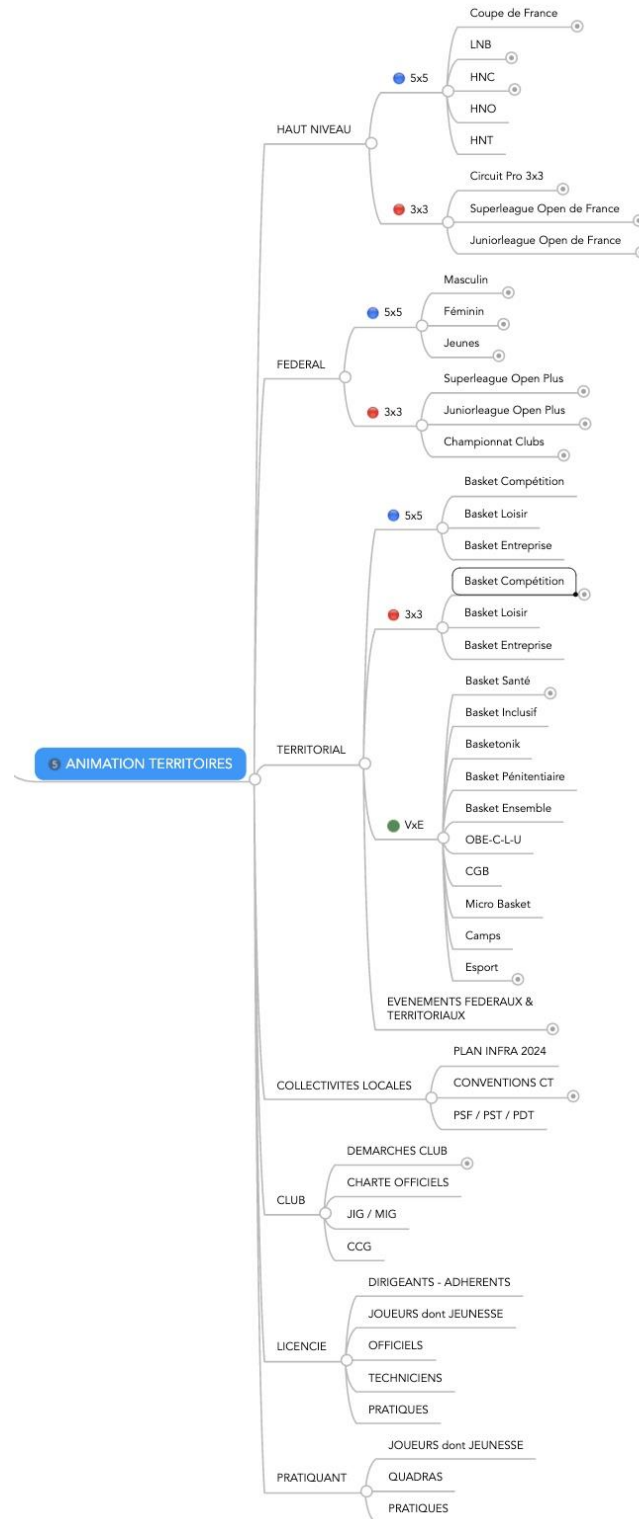 Coupe de France
LNB
5x5
HNC
HNO
HAUT NIVEAU
HNT
Circuit Pro 3x3
3x3
Superleague Open de France
Juniorleague Open de France
Masculin
5x5
Féminin
Jeunes
FEDERAL
Superleague Open Plus
3x3
Juniorleague Open Plus
Championnat Clubs
Basket Compétition
5x5
Basket Loisir
Basket Entreprise
Basket Compétition
3x3
Basket Loisir
Basket Entreprise
Basket Santé
Basket Inclusif
TERRITORIAL
Basketonik
5 ANIMATION TERRITOIRES
Basket Pénitentiaire
Basket Ensemble
VxE
OBE-C-L-U
CGB
Micro Basket
Camps
Esport
EVENEMENTS FEDERAUX &
TERRITORIAUX
PLAN INFRA 2024
COLLECTIVITES LOCALES
CONVENTIONS CT
PSF / PST / PDT
DEMARCHES CLUB
CHARTE OFFICIELS
CLUB
JIG / MIG
CCG
DIRIGEANTS - ADHERENTS
JOUEURS dont JEUNESSE
LICENCIE
OFFICIELS
TECHNICIENS
PRATIQUES
JOUEURS dont JEUNESSE
PRATIQUANT
QUADRAS
PRATIQUES